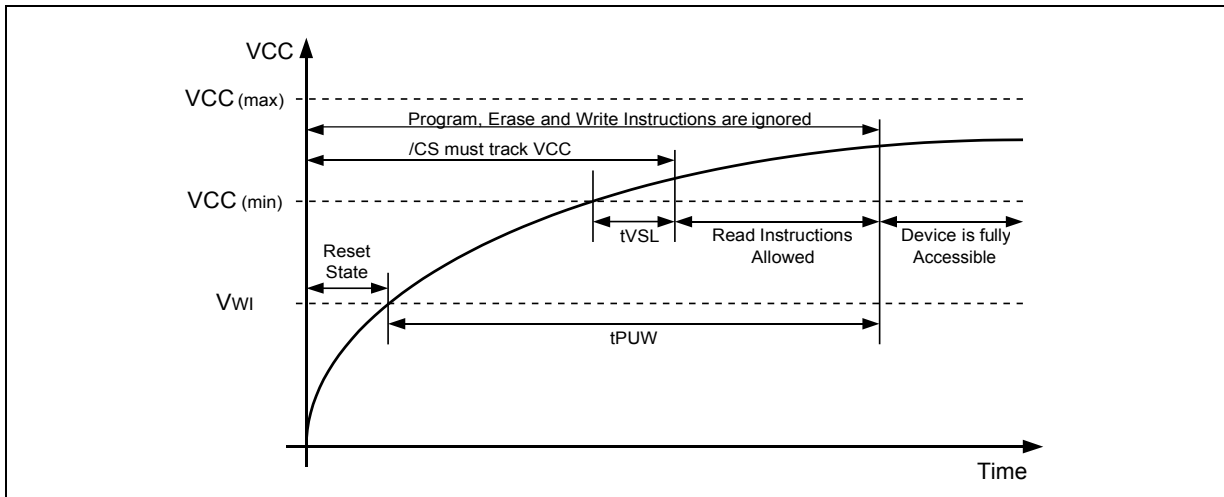 VCC
VCC (max)
Program, Erase and Write Instructions are ignored
/CS must track VCC
VCC (min)
tVSL
Read Instructions
Allowed
Device is fully
Accessible
Reset
State
VWI
tPUW
Time